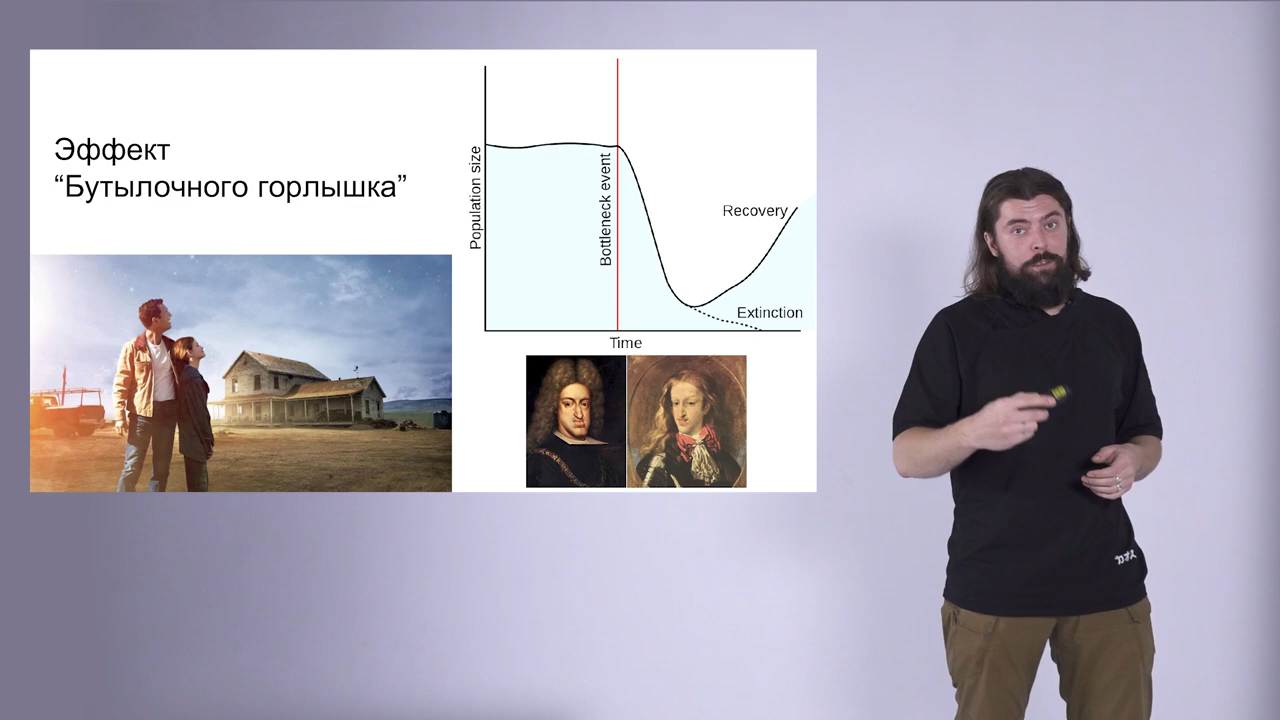 Эффект
“Бутылочного горлышка”
Population size
Bottleneck event
Recovery
Extinction
Time